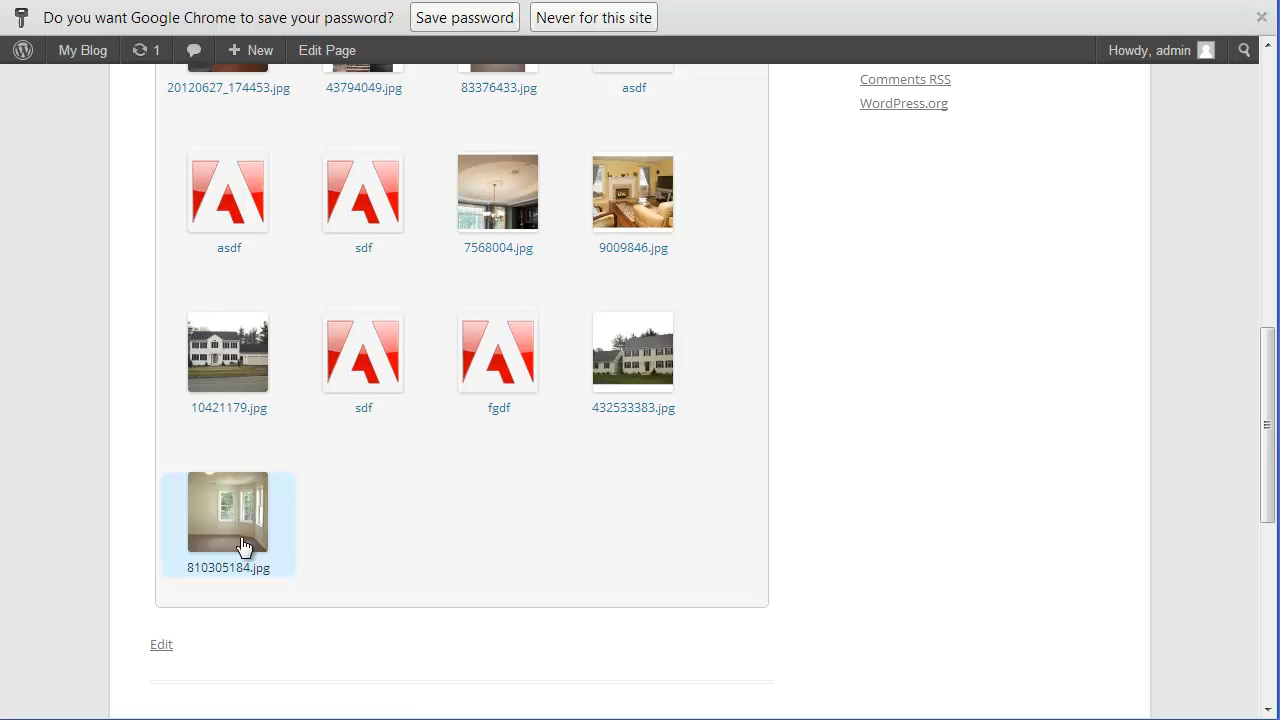 Do you want Google Chrome to save your password? Save password Never for this site
My Blog 1 New Edit Page Howdy, admin
Comments RSS
WordPress.org
20120627_174453.jpg 43794049.jpg 83376433.jpg asdf
asdf sdf 7568004.jpg 9009846.jpg
10421179.jpg sdf fgdf 432533383.jpg
810305184.jpg
Edit